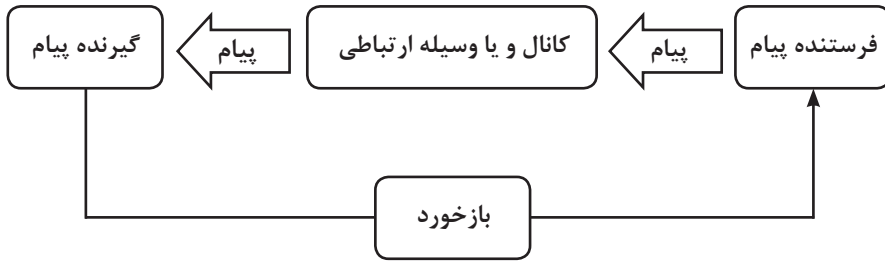 فرستنده پیام
پیام
کانال و یا وسیله ارتباطی
پیام
گیرنده پیام
بازخورد